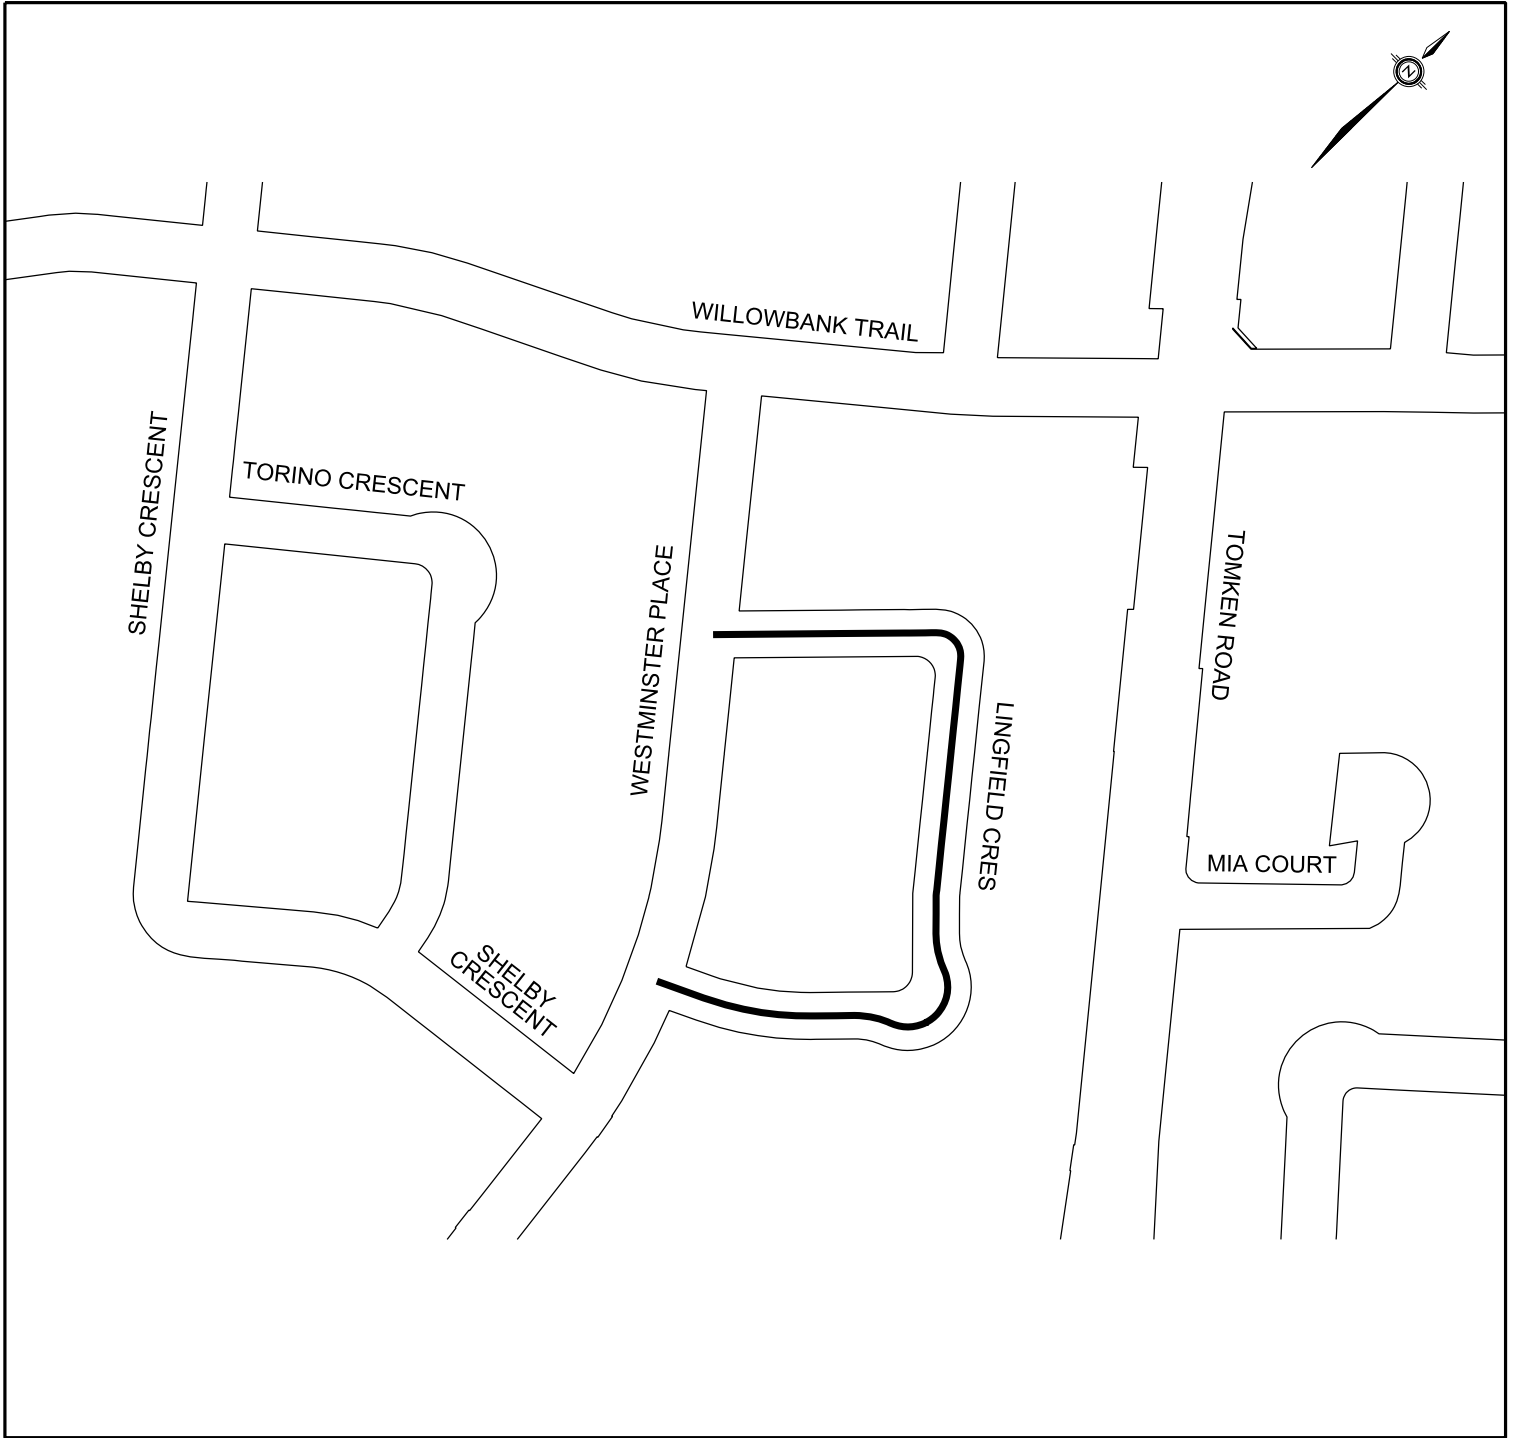 N
WILLOWBANK TRAIL
SHELBY CRESCENT
TORINO CRESCENT
WESTMINSTER PLACE
TOMKEN ROAD
LINGFIELD CRES
MIA COURT
SHELBY
CRESCENT